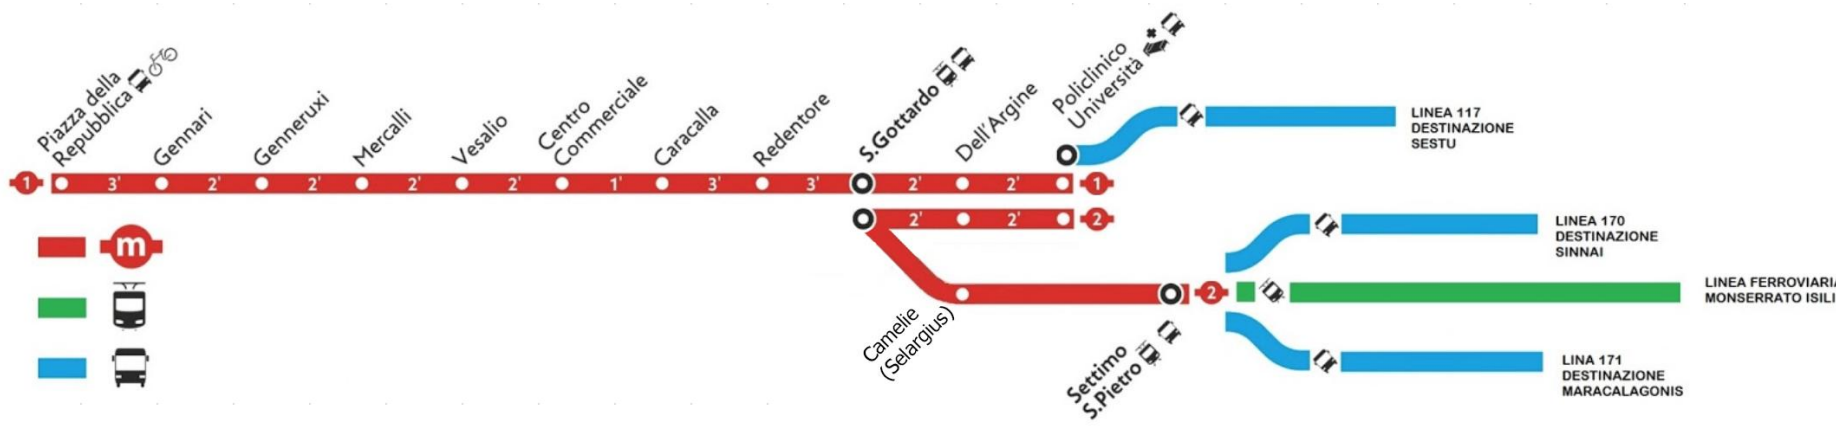 Piazza della
Repubblica
Gennari
Genneruxi
Mercalli
Vesalio
Centro
Commerciale
Caracalla
Redentore
S.Gottardo
Dell'Argine
Policlinico
Università
1 3' 2' 2' 2' 2' 1' 3' 3' 2' 2' 1
2' 2' 2
m
2
Camelie
(Selargius)
Settimo
S.Pietro
LINEA 117
DESTINAZIONE
SESTU
LINEA 170
DESTINAZIONE
SINNAI
LINEA FERROVIARIA
MONSERRATO ISILI
LINA 171
DESTINAZIONE
MARACALAGONIS